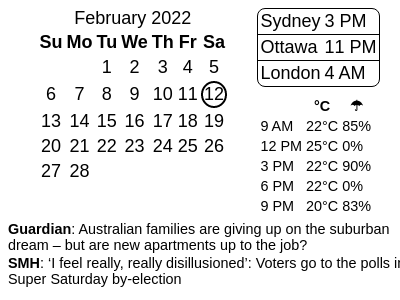 February 2022
Su Mo Tu We Th Fr Sa
1 2 3 4 5
6 7 8 9 10 11 12
13 14 15 16 17 18 19
20 21 22 23 24 25 26
27 28
Sydney 3 PM
Ottawa 11 PM
London 4 AM
°C ☂
9 AM 22°C 85%
12 PM 25°C 0%
3 PM 22°C 90%
6 PM 22°C 0%
9 PM 20°C 83%
Guardian: Australian families are giving up on the suburban
dream – but are new apartments up to the job?
SMH: ‘I feel really, really disillusioned’: Voters go to the polls
Super Saturday by-election